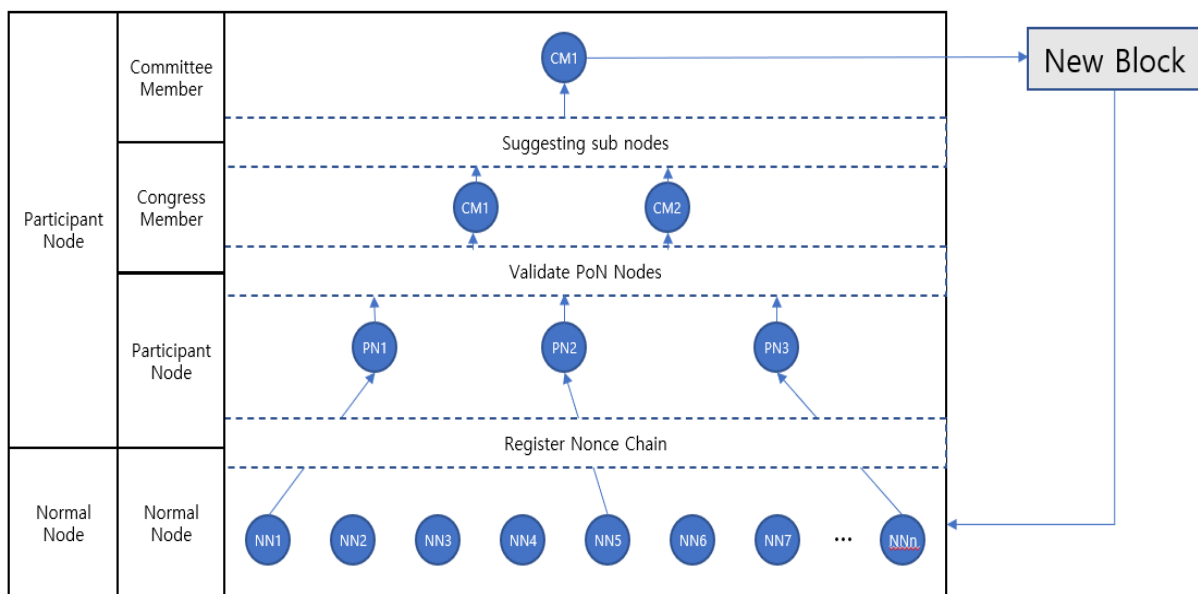 Committee
Member
CM1
New Block
Suggesting sub nodes
Participant
Node
Congress
Member
CM1
CM2
Validate PoN Nodes
Participant
Node
PN1
PN2
PN3
Register Nonce Chain
Normal
Node
Normal
Node
NN1
NN2
NN3
NN4
NN5
NN6
NN7
...
NNn